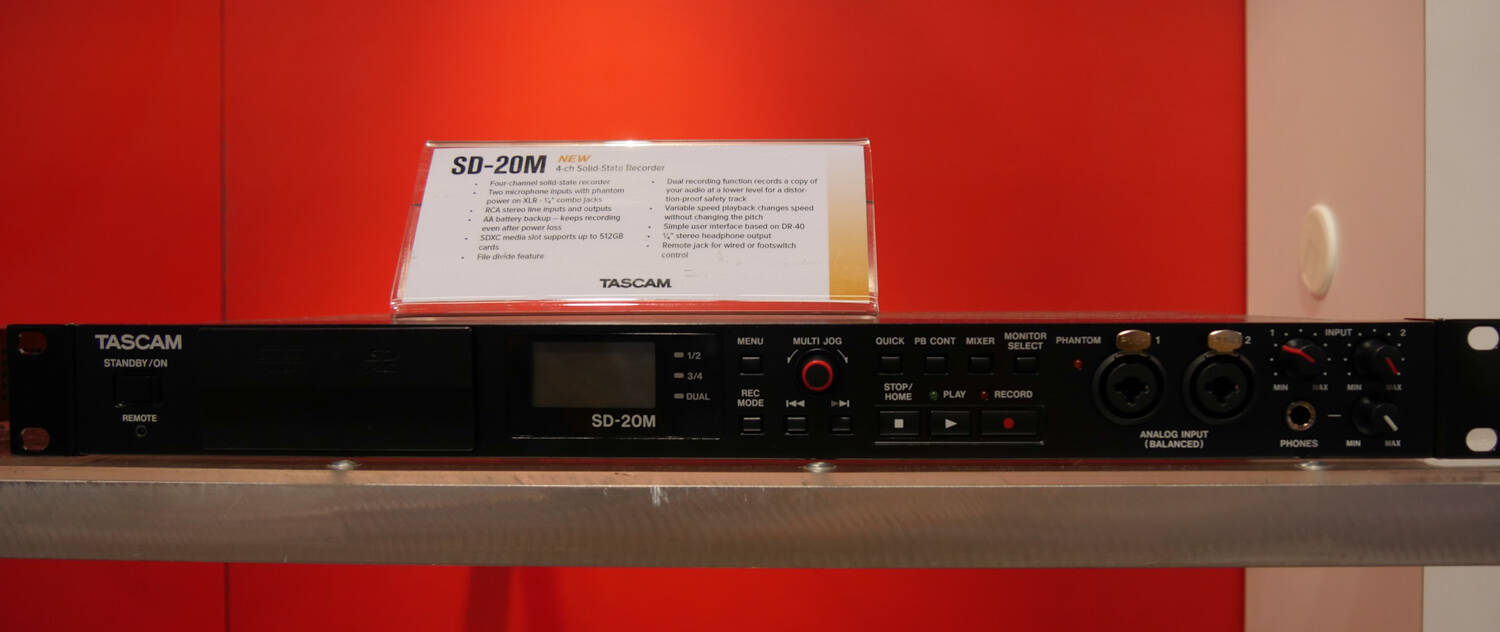 SD-20M NEW
4-ch Solid-State Recorder
• Four-channel solid-state recorder
• Two microphone inputs with phantom
power on XLR - ¼" combo jacks
• RCA stereo line inputs and outputs
• AA battery backup – keeps recording
even after power loss
• SDXC media slot supports up to 512GB
cards
• File divide feature
• Dual recording function records a copy of
your audio at a lower level for a distor-
tion-proof safety track
• Variable speed playback changes speed
without changing the pitch
• Simple user interface based on DR-40
• ¼" stereo headphone output
• Remote jack for wired or footswitch
control
TASCAM
TASCAM
STANDBY/ON
REMOTE
1/2
3/4
DUAL
SD-20M
MENU
MULTI JOG
REC
MODE
QUICK PB CONT MIXER MONITOR
SELECT
STOP/
HOME
PLAY
RECORD
PHANTOM
1
2
ANALOG INPUT
(BALANCED)
1 INPUT 2
MIN MAX MIN MAX
PHONES MIN MAX